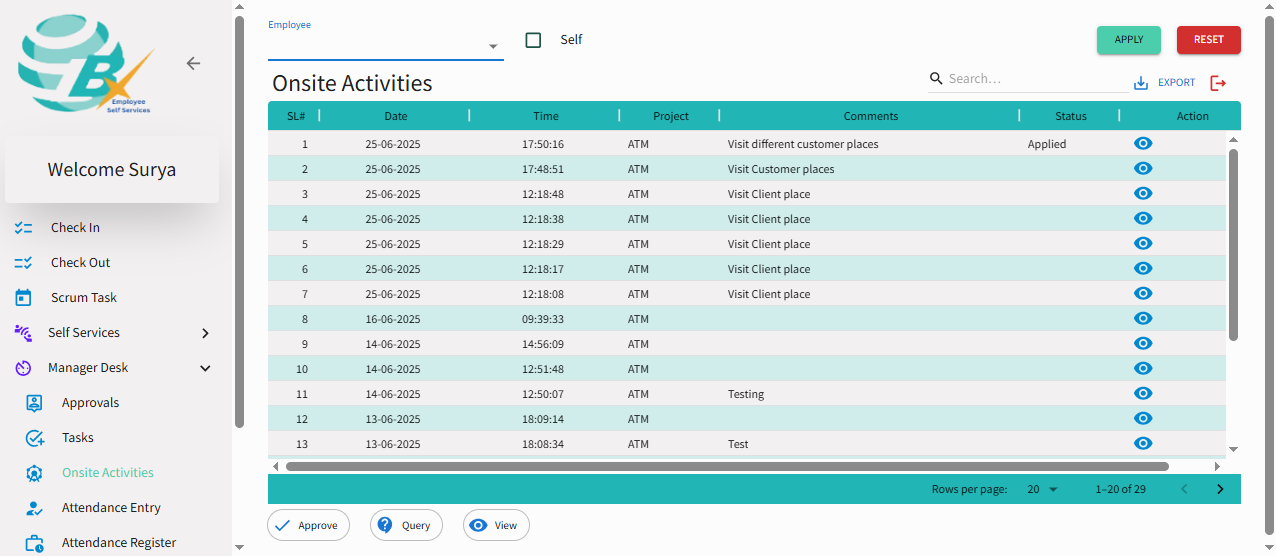 Bx
Employee
Self Services
Welcome Surya
Check In
Check Out
Scrum Task
Self Services
Manager Desk
Approvals
Tasks
Onsite Activities
Attendance Entry
Attendance Register
Employee
Self
APPLY
RESET
Onsite Activities
Search...
EXPORT
SL# Date Time Project Comments Status Action
1 25-06-2025 17:50:16 ATM Visit different customer places Applied
2 25-06-2025 17:48:51 ATM Visit Customer places
3 25-06-2025 12:18:48 ATM Visit Client place
4 25-06-2025 12:18:38 ATM Visit Client place
5 25-06-2025 12:18:29 ATM Visit Client place
6 25-06-2025 12:18:17 ATM Visit Client place
7 25-06-2025 12:18:08 ATM Visit Client place
8 16-06-2025 09:39:33 ATM
9 14-06-2025 14:56:09 ATM
10 14-06-2025 12:51:48 ATM
11 14-06-2025 12:50:07 ATM Testing
12 13-06-2025 18:09:14 ATM
13 13-06-2025 18:08:34 ATM Test
Rows per page: 20 1–20 of 29
Approve
Query
View